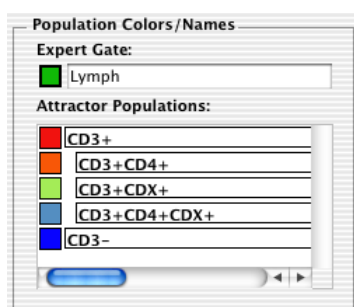 Population Colors/Names
Expert Gate:
Lymph
Attractor Populations:
CD3+
CD3+CD4+
CD3+CDX+
CD3+CD4+CDX+
CD3-